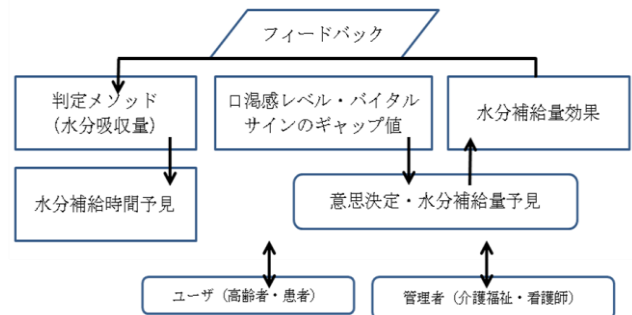 フィードバック
判定メソッド
（水分吸収量）
口渇感レベル・バイタル
サインのギャップ値
水分補給量効果
水分補給時間予見
意思決定・水分補給量予見
ユーザ（高齢者・患者）
管理者（介護福祉・看護師）